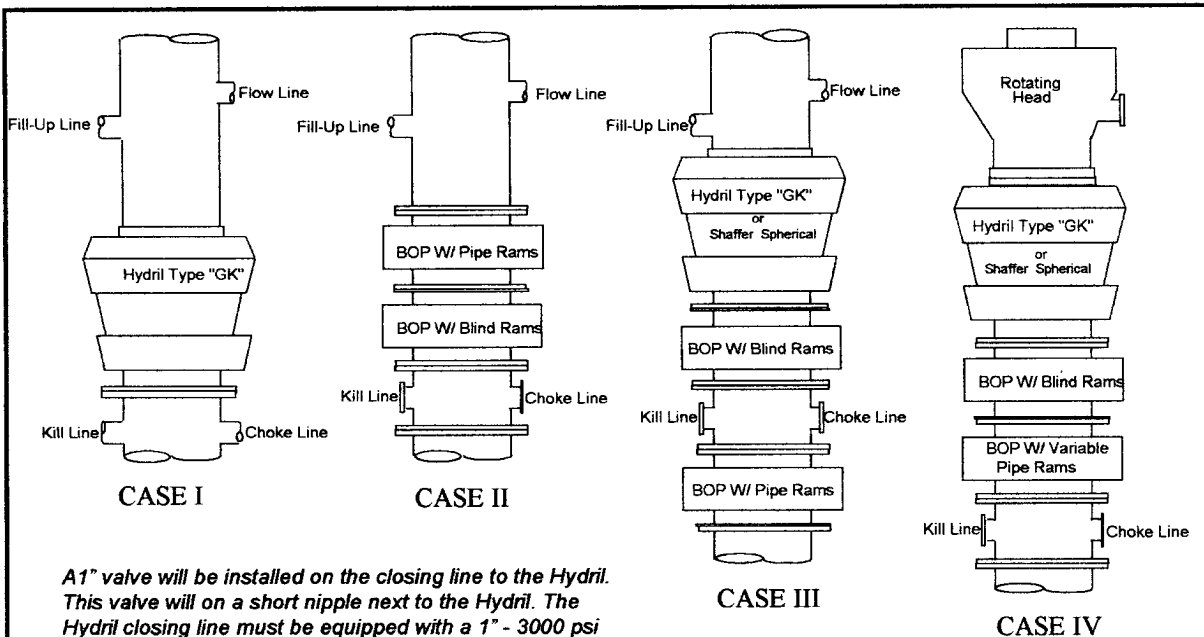 Flow Line
Fill-Up Line
Hydril Type "GK"
Kill Line
Choke Line
CASE I
Flow Line
Fill-Up Line
BOP W/ Pipe Rams
BOP W/ Blind Rams
Kill Line
Choke Line
CASE II
Flow Line
Fill-Up Line
Hydril Type "GK"
or
Shaffer Spherical
BOP W/ Blind Rams
Kill Line
Choke Line
BOP W/ Pipe Rams
CASE III
Rotating
Head
Hydril Type "GK"
or
Shaffer Spherical
BOP W/ Blind Rams
BOP W/ Variable
Pipe Rams
Kill Line
Choke Line
CASE IV
A1" valve will be installed on the closing line to the Hydril.
This valve will on a short nipple next to the Hydril. The
Hydril closing line must be equipped with a 1" - 3000 psi